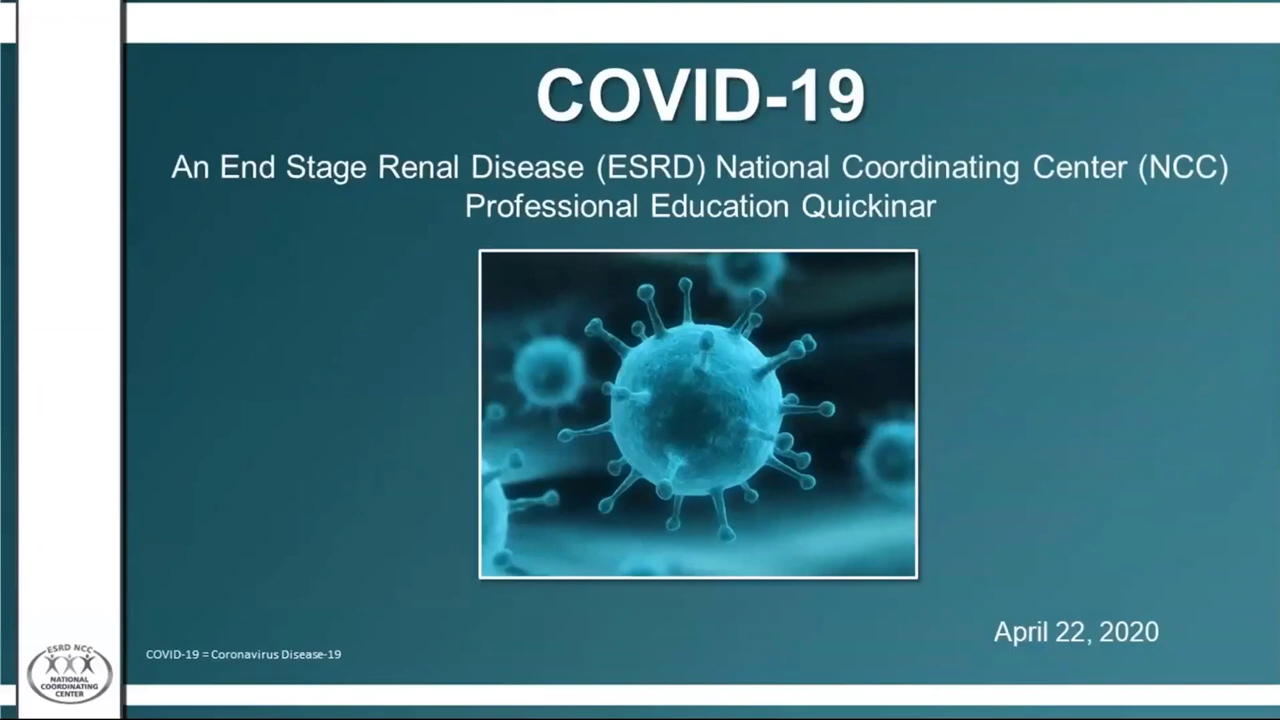 COVID-19
An End Stage Renal Disease (ESRD) National Coordinating Center (NCC)
Professional Education Quickinar
April 22, 2020
COVID-19 = Coronavirus Disease-19
ESRD NCC
NATIONAL
COORDINATING
CENTER